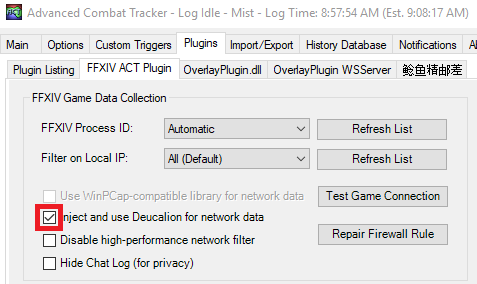 Advanced Combat Tracker - Log Idle - Mist - Log Time: 8:57:54 AM (Est. 9:08:17 AM)
Main Options Custom Triggers Plugins Import/Export History Database Notifications A
Plugin Listing FFXIV ACT Plugin OverlayPlugin.dll OverlayPlugin WSServer 鲶鱼精邮差
FFXIV Game Data Collection
FFXIV Process ID: Automatic Refresh List
Filter on Local IP: All (Default) Refresh List
Use WinPCap-compatible library for network data Test Game Connection
Inject and use Deucalion for network data
Disable high-performance network filter Repair Firewall Rule
Hide Chat Log (for privacy)